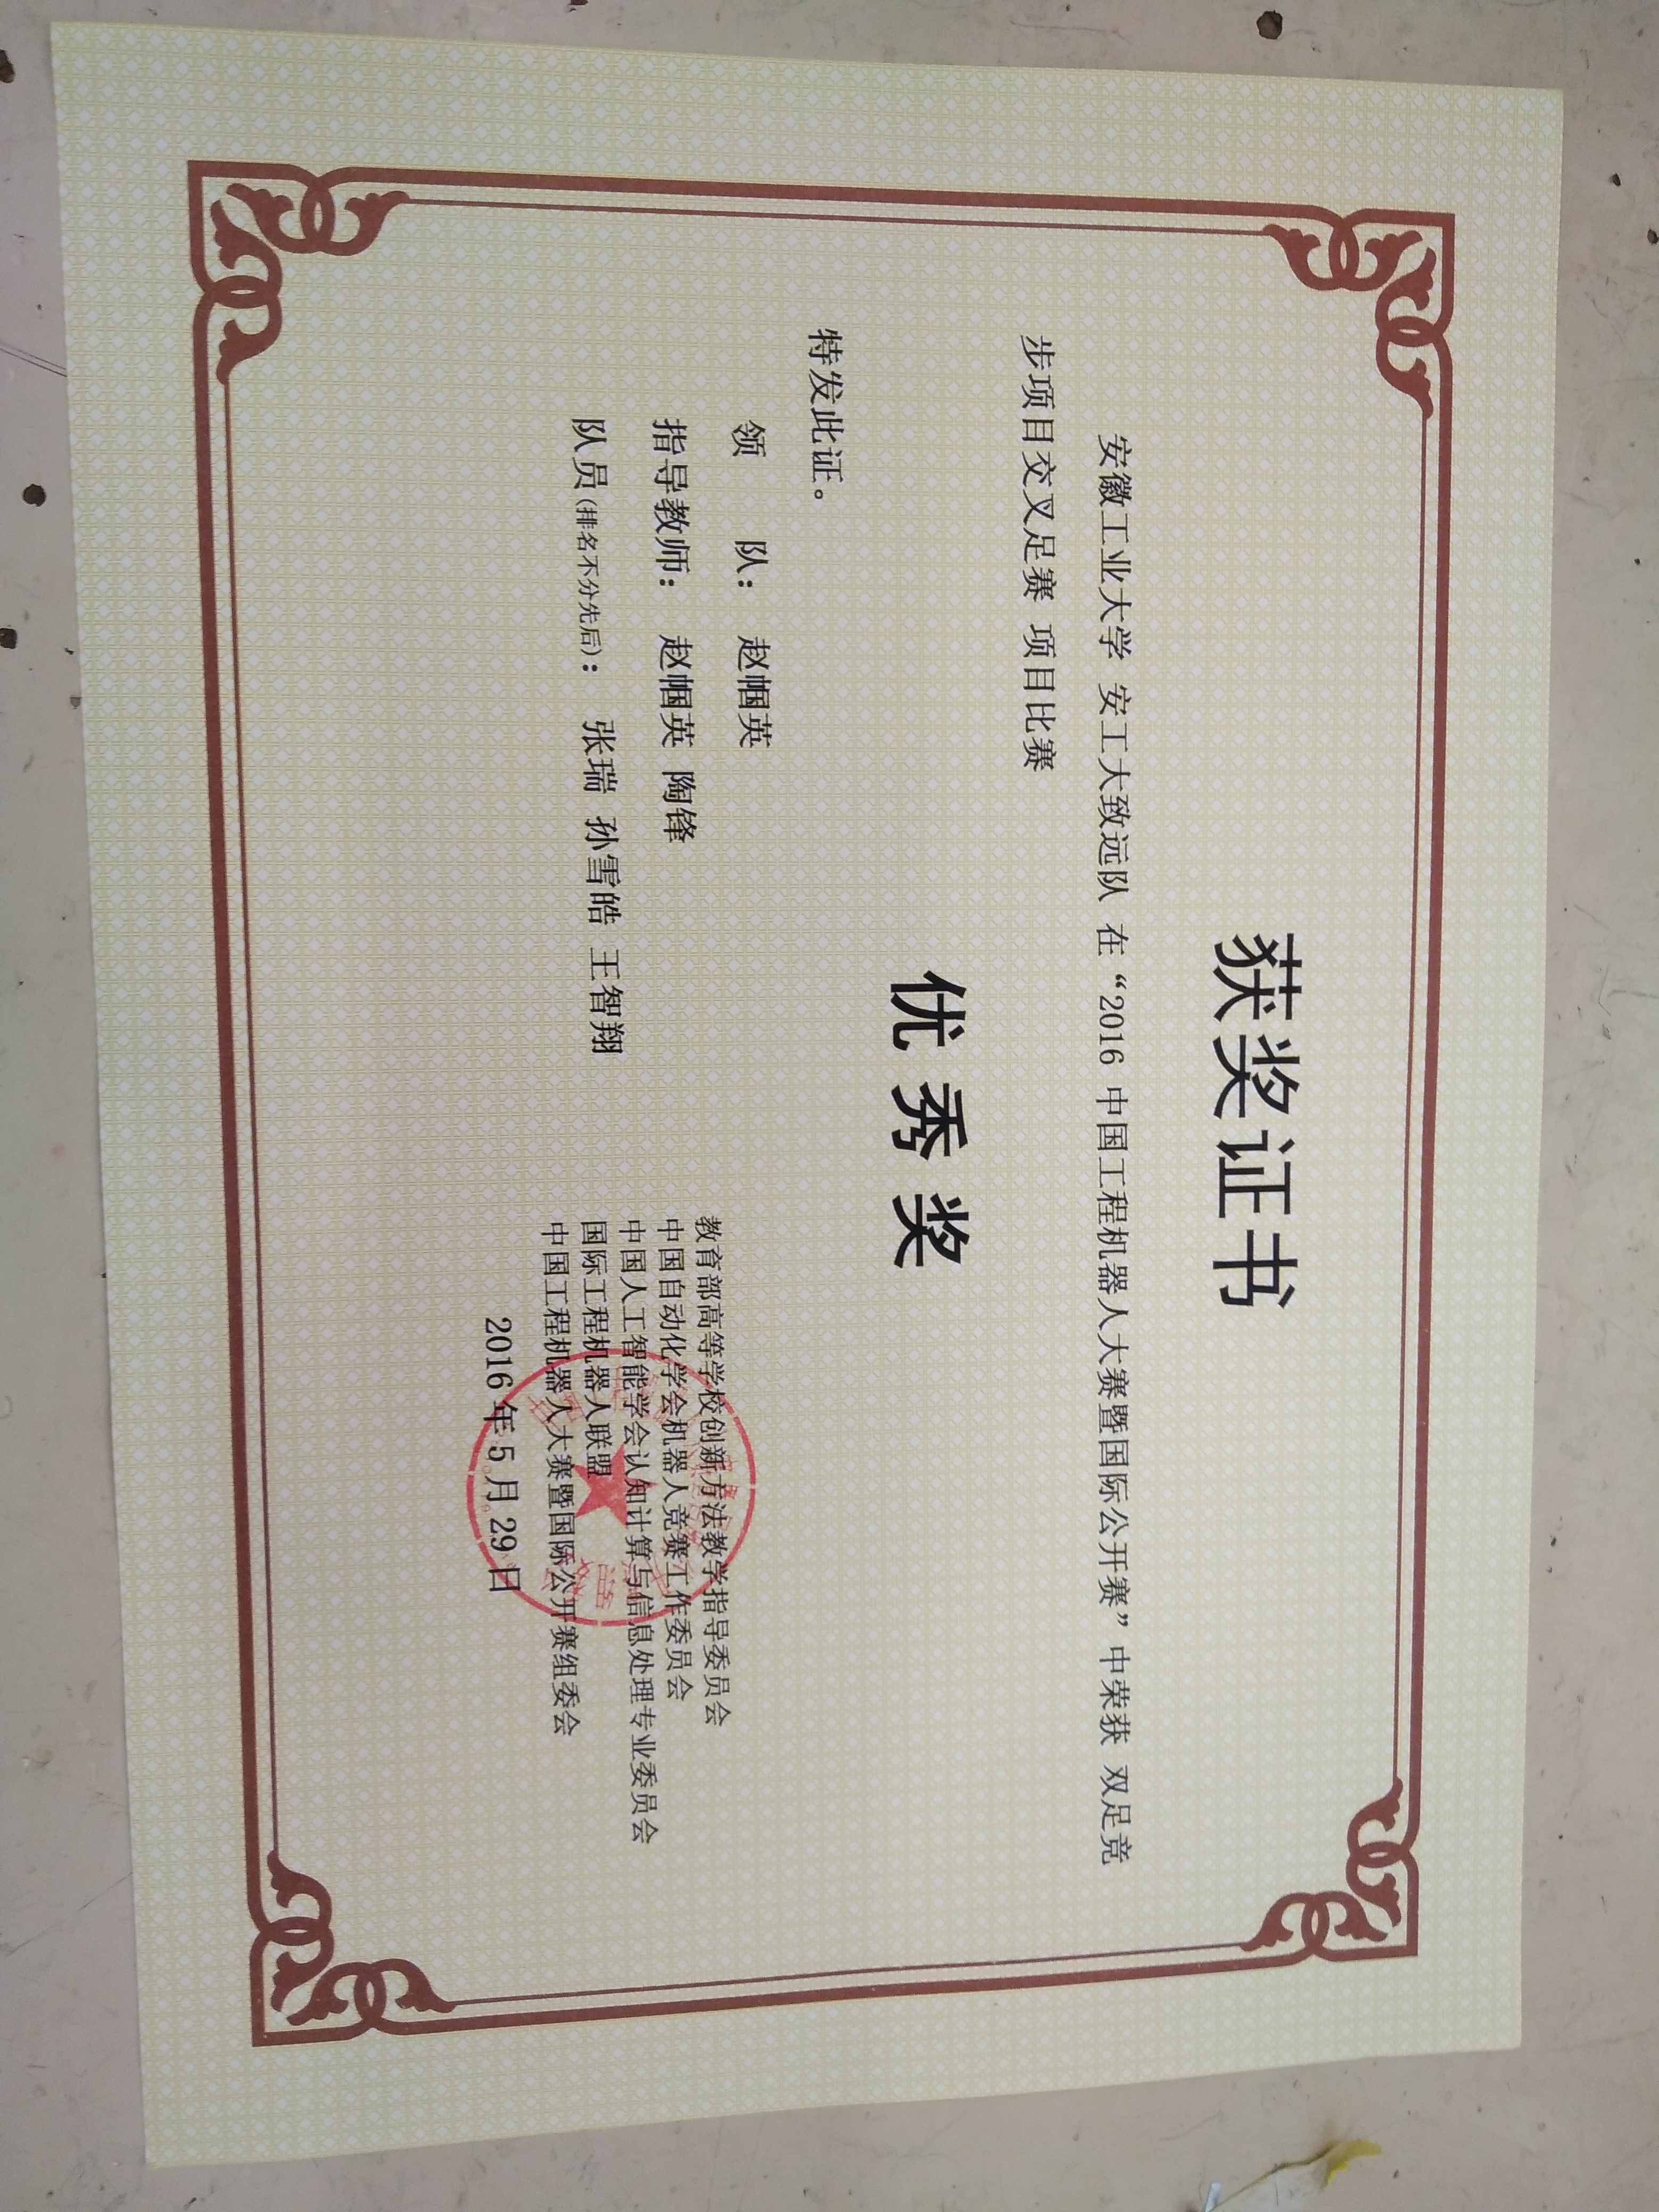 获奖证书
安徽工业大学 安工大致远队 在“2016 中国工程机器人大赛暨国际公开赛”中荣获 双足竞
步项目交叉足赛 项目比赛
优秀奖
特发此证。
领 队： 赵帼英
指导教师： 赵帼英 陶锋
队员(排名不分先后)： 张瑞 孙雪皓 王智翔
教育部高等学校创新方法教学指导委员会
中国自动化学会机器人竞赛工作委员会
中国人工智能学会认知计算与信息处理专业委员会
国际工程机器人联盟
中国工程机器人大赛暨国际公开赛组委会
2016 年 5 月 29 日